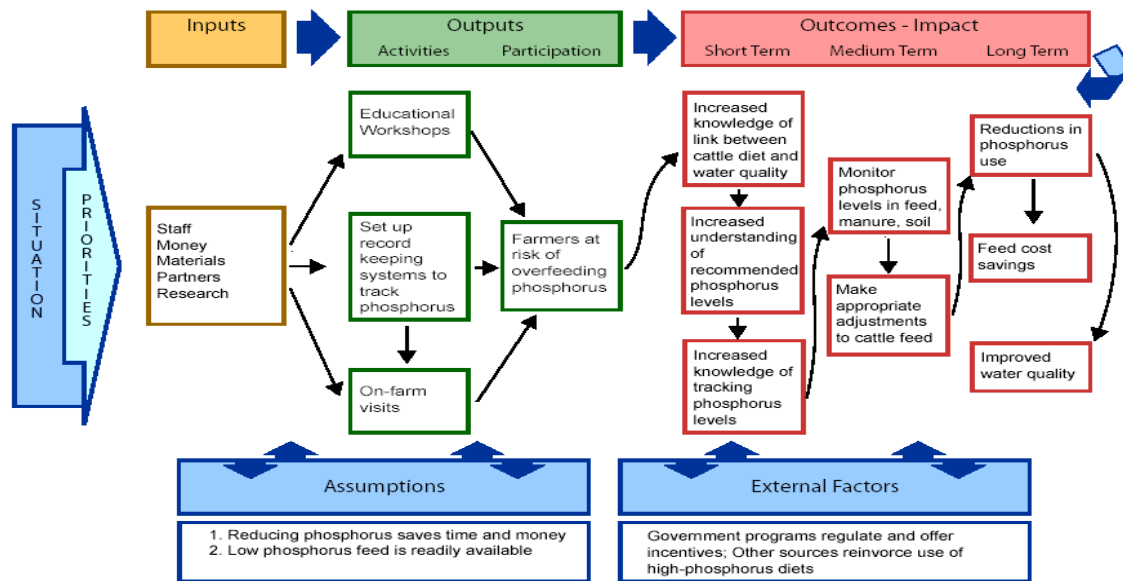 Inputs
Outputs
Activities
Participation
Outcomes - Impact
Short Term
Medium Term
Long Term
SITUATION
PRIORITIES
Staff
Money
Materials
Partners
Research
Educational
Workshops
Set up
record
keeping
systems to
track
phosphorus
On-farm
visits
Farmers at
risk of
overfeeding
phosphorus
Increased
knowledge of
link between
cattle diet and
water quality
Increased
understanding
of
recommended
phosphorus
levels
Increased
knowledge of
tracking
phosphorus
levels
Monitor
phosphorus
levels in feed,
manure, soil
Make
appropriate
adjustments
to cattle feed
Reductions in
phosphorus
use
Feed cost
savings
Improved
water quality
Assumptions
1. Reducing phosphorus saves time and money
2. Low phosphorus feed is readily available
External Factors
Government programs regulate and offer
incentives; Other sources reinvorce use of
high-phosphorus diets